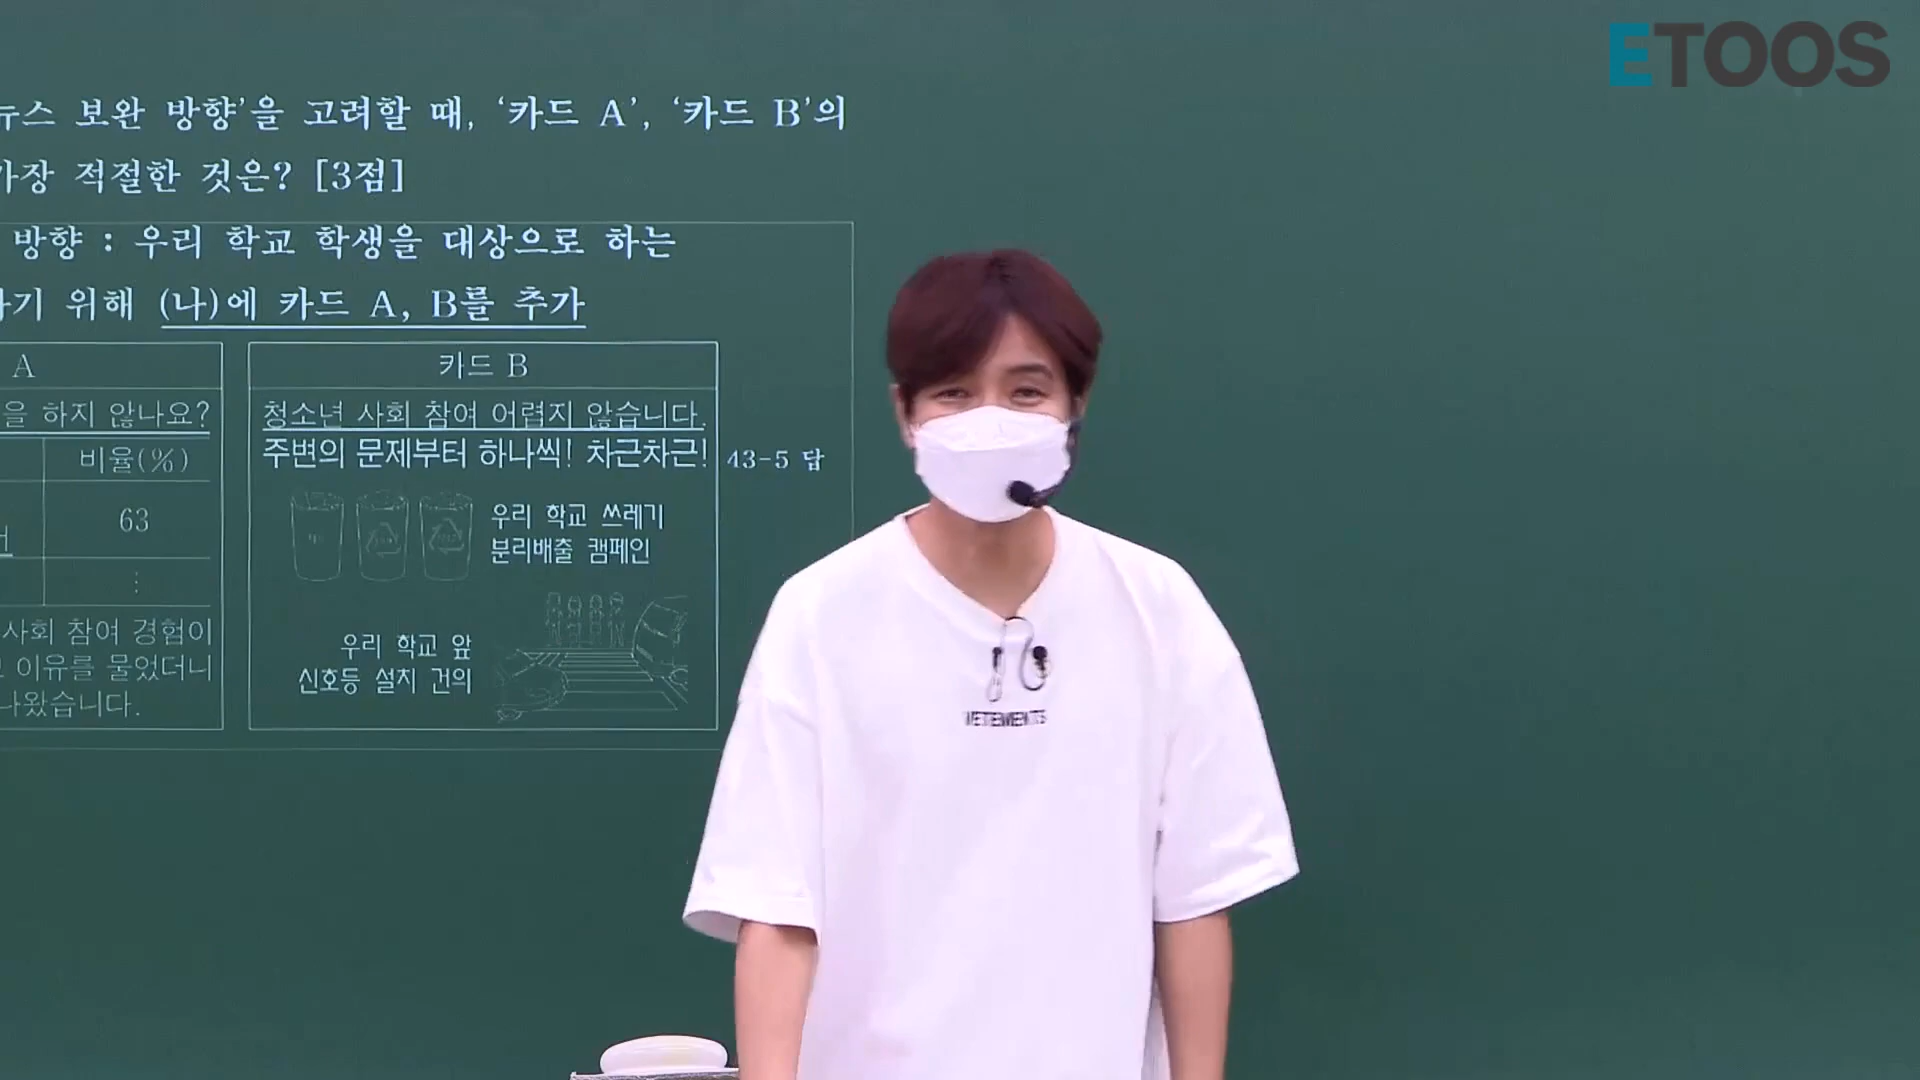 ETOOS
뉴스 보완 방향’을 고려할 때, ‘카드 A’, ‘카드 B’의
가장 적절한 것은? [3점]
방향 : 우리 학교 학생을 대상으로 하는
하기 위해 (나)에 카드 A, B를 추가
A
을 하지 않나요?
비율(%)
63
⋮
사회 참여 경험이
이유를 물었더니
나왔습니다.
카드 B
청소년 사회 참여 어렵지 않습니다.
주변의 문제부터 하나씩! 차근차근!
43-5 답
우리 학교 쓰레기
분리배출 캠페인
우리 학교 앞
신호등 설치 건의
VETEMENTS